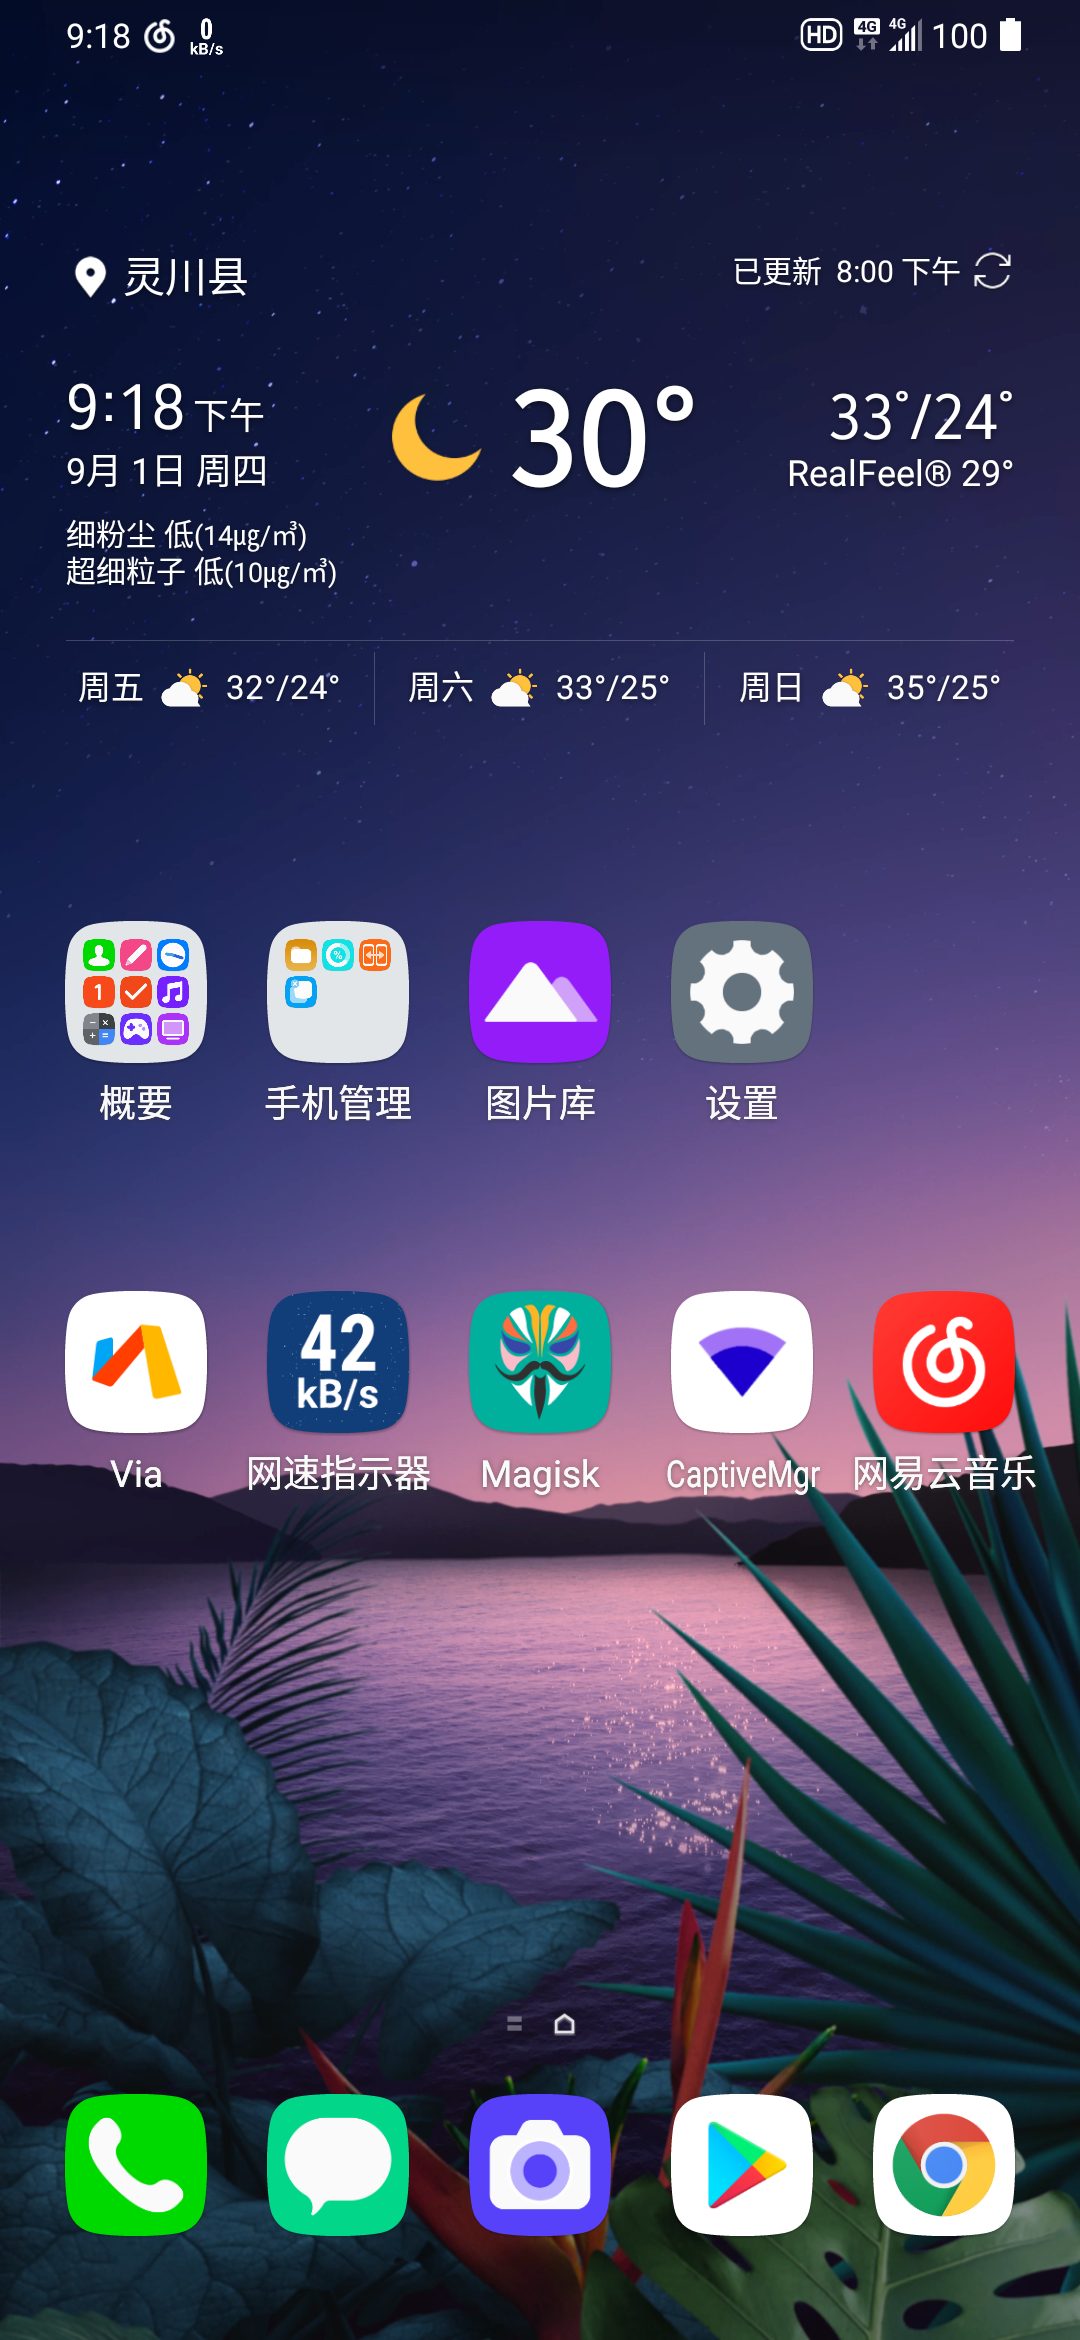 9:18 0 kB/s HD 4G 4G 100
灵川县 已更新 8:00 下午
9:18 下午 30° 33°/24°
9月 1日 周四 RealFeel® 29°
细粉尘 低(14㎍/㎥)
超细粒子 低(10㎍/㎥)
周五 32°/24° 周六 33°/25° 周日 35°/25°
1
概要 手机管理 图片库 设置
42
kB/s
Via 网速指示器 Magisk CaptiveMgr 网易云音乐